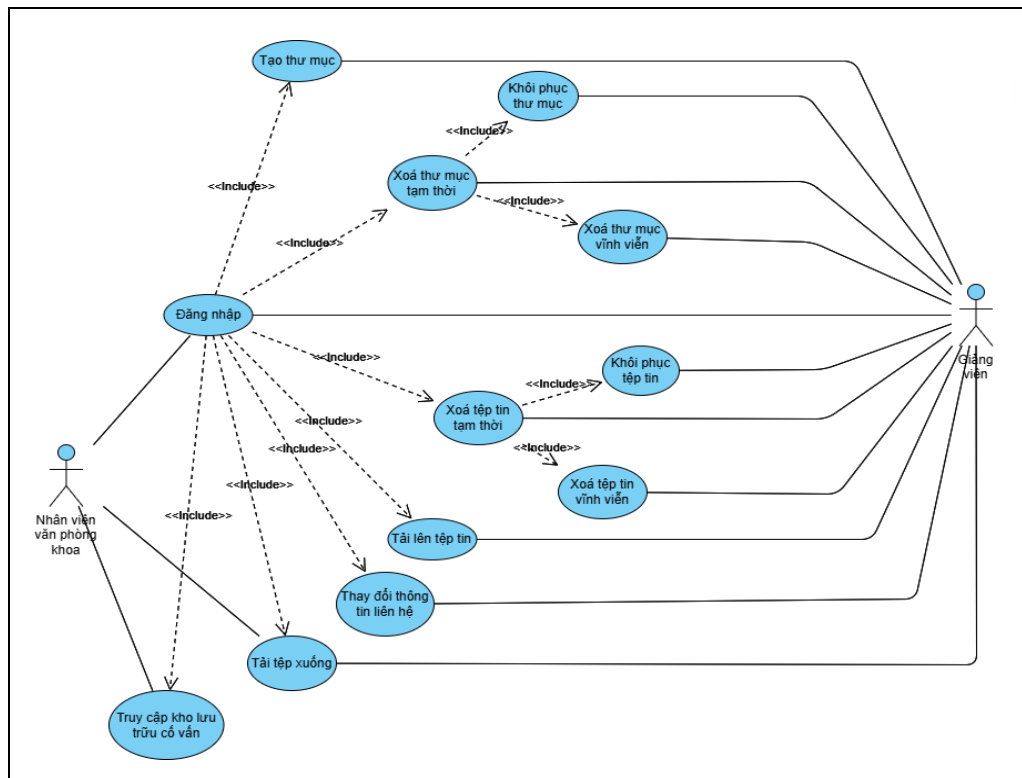 Tạo thư mục
Khôi phục
thư mục
<<Include>>
Xoá thư mục
tạm thời
<<Include>>
<<Include>>
Xoá thư mục
vĩnh viễn
<<Include>>
Đăng nhập
<<Include>>
Khôi phục
tệp tin
Giảng
viên
<<Include>>
Xoá tệp tin
tạm thời
<<Include>>
<<Include>>
<<Include>>
Xoá tệp tin
vĩnh viễn
<<Include>>
<<Include>>
Nhân viên
văn phòng
khoa
Tải lên tệp tin
Thay đổi thông
tin liên hệ
Tải tệp xuống
Truy cập kho lưu
trữu cố vấn